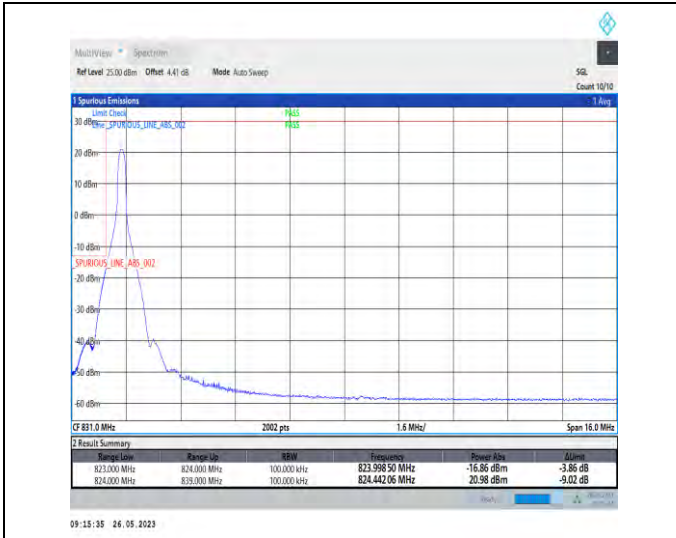 MultiView Spectrum
Ref Level 25.00 dBm Offset 4.41 dB Mode Auto Sweep SGL
Count 10/10
1 Spurious Emissions 1 Avg
Limit Check PASS
30 dBm
Line _SPURIOUS_LINE_ABS_002 PASS
20 dBm
10 dBm
0 dBm
-10 dBm
_SPURIOUS_LINE_ABS_002
-20 dBm
-30 dBm
-40 dBm
-50 dBm
-60 dBm
CF 831.0 MHz 2002 pts 1.6 MHz/ Span 16.0 MHz
2 Result Summary
Range Low Range Up RBW Frequency Power Abs ΔLimit
823.000 MHz 824.000 MHz 100.000 kHz 823.998 50 MHz -16.86 dBm -3.86 dB
824.000 MHz 839.000 MHz 100.000 kHz 824.442 06 MHz 20.98 dBm -9.02 dB
09:15:35 26.05.2023